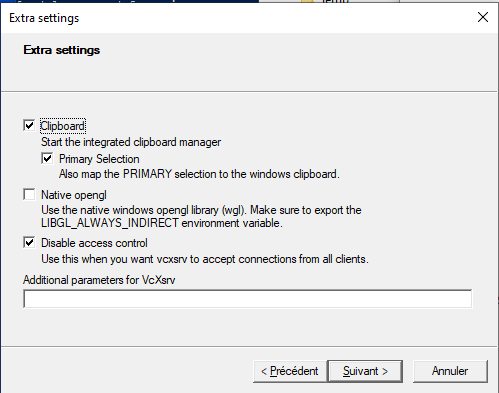 Extra settings
Extra settings
Clipboard
Start the integrated clipboard manager
Primary Selection
Also map the PRIMARY selection to the windows clipboard.
Native opengl
Use the native windows opengl library (wgl). Make sure to export the
LIBGL_ALWAYS_INDIRECT environment variable.
Disable access control
Use this when you want vcxsrv to accept connections from all clients.
Additional parameters for VcXsrv
< Précédent
Suivant >
Annuler